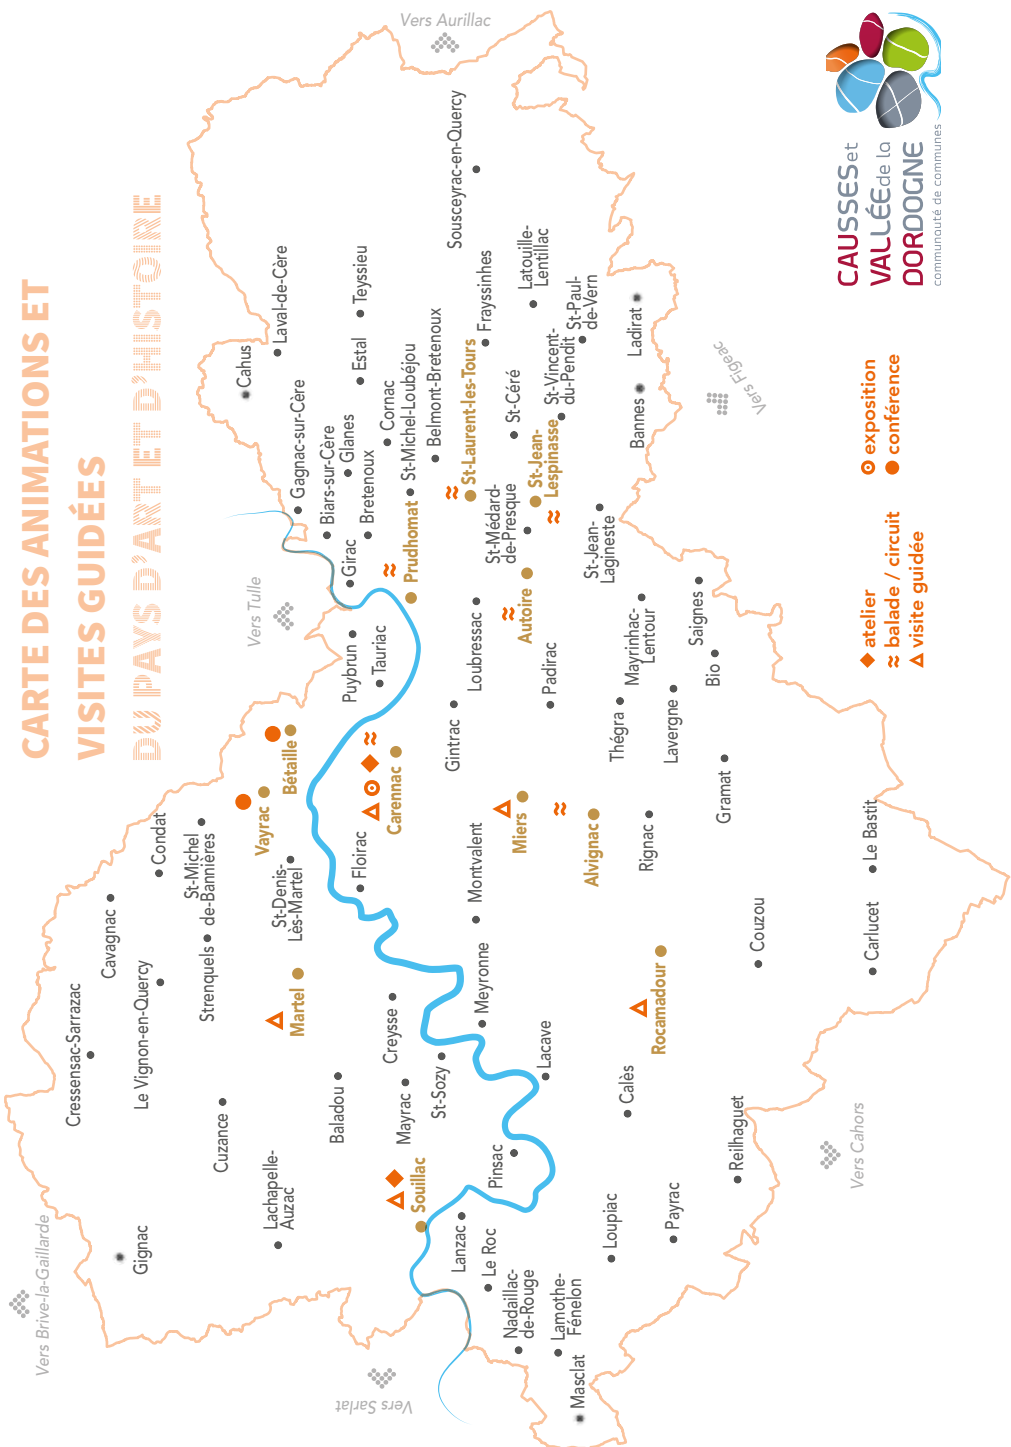 CARTE DES ANIMATIONS ET
VISITES GUIDÉES
DU PAYS D'ART ET D'HISTOIRE
Vers Brive-la-Gaillarde
Vers Tulle
Vers Aurillac
Vers Sarlat
Vers Cahors
Vers Figeac
Gignac
Cressensac-Sarrazac
Cavagnac
Le Vignon-en-Quercy
Condat
Cuzance
Strenquels
St-Michel
de-Bannières
Lachapelle-
Auzac
Martel
St-Denis-
Lès-Martel
Vayrac
Bétaille
Cahus
Laval-de-Cère
Gagnac-sur-Cère
Biars-sur-Cère
Glanes
Bretenoux
Girac
Puybrun
Tauriac
Estal
Teyssieu
Cornac
St-Michel-Loubéjou
Belmont-Bretenoux
Prudhomat
Baladou
Floirac
Carennac
Creysse
Mayrac
St-Sozy
Souillac
Lanzac
Le Roc
Pinsac
Meyronne
Montvalent
Gintrac
Loubressac
St-Laurent-les-Tours
Frayssinhes
Sousceyrac-en-Quercy
St-Médard-
de-Presque
St-Céré
Latouille-
Lentillac
St-Jean-
Lespinasse
St-Vincent-
du-Pendit
St-Paul-
de-Vern
Autoire
Padirac
Miers
Lacave
Nadaillac-
de-Rouge
Lamothe-
Fénelon
Masclat
Alvignac
St-Jean-
Lagineste
Ladirat
Bannes
Loupiac
Calès
Rocamadour
Rignac
Thégra
Mayrinhac-
Lentour
Lavergne
Saignes
Bio
Payrac
Reilhaguet
Gramat
Couzou
Carlucet
Le Bastit
atelier
balade / circuit
visite guidée
exposition
conférence
CAUSSES et
VALLÉE de la
DORDOGNE
communauté de communes